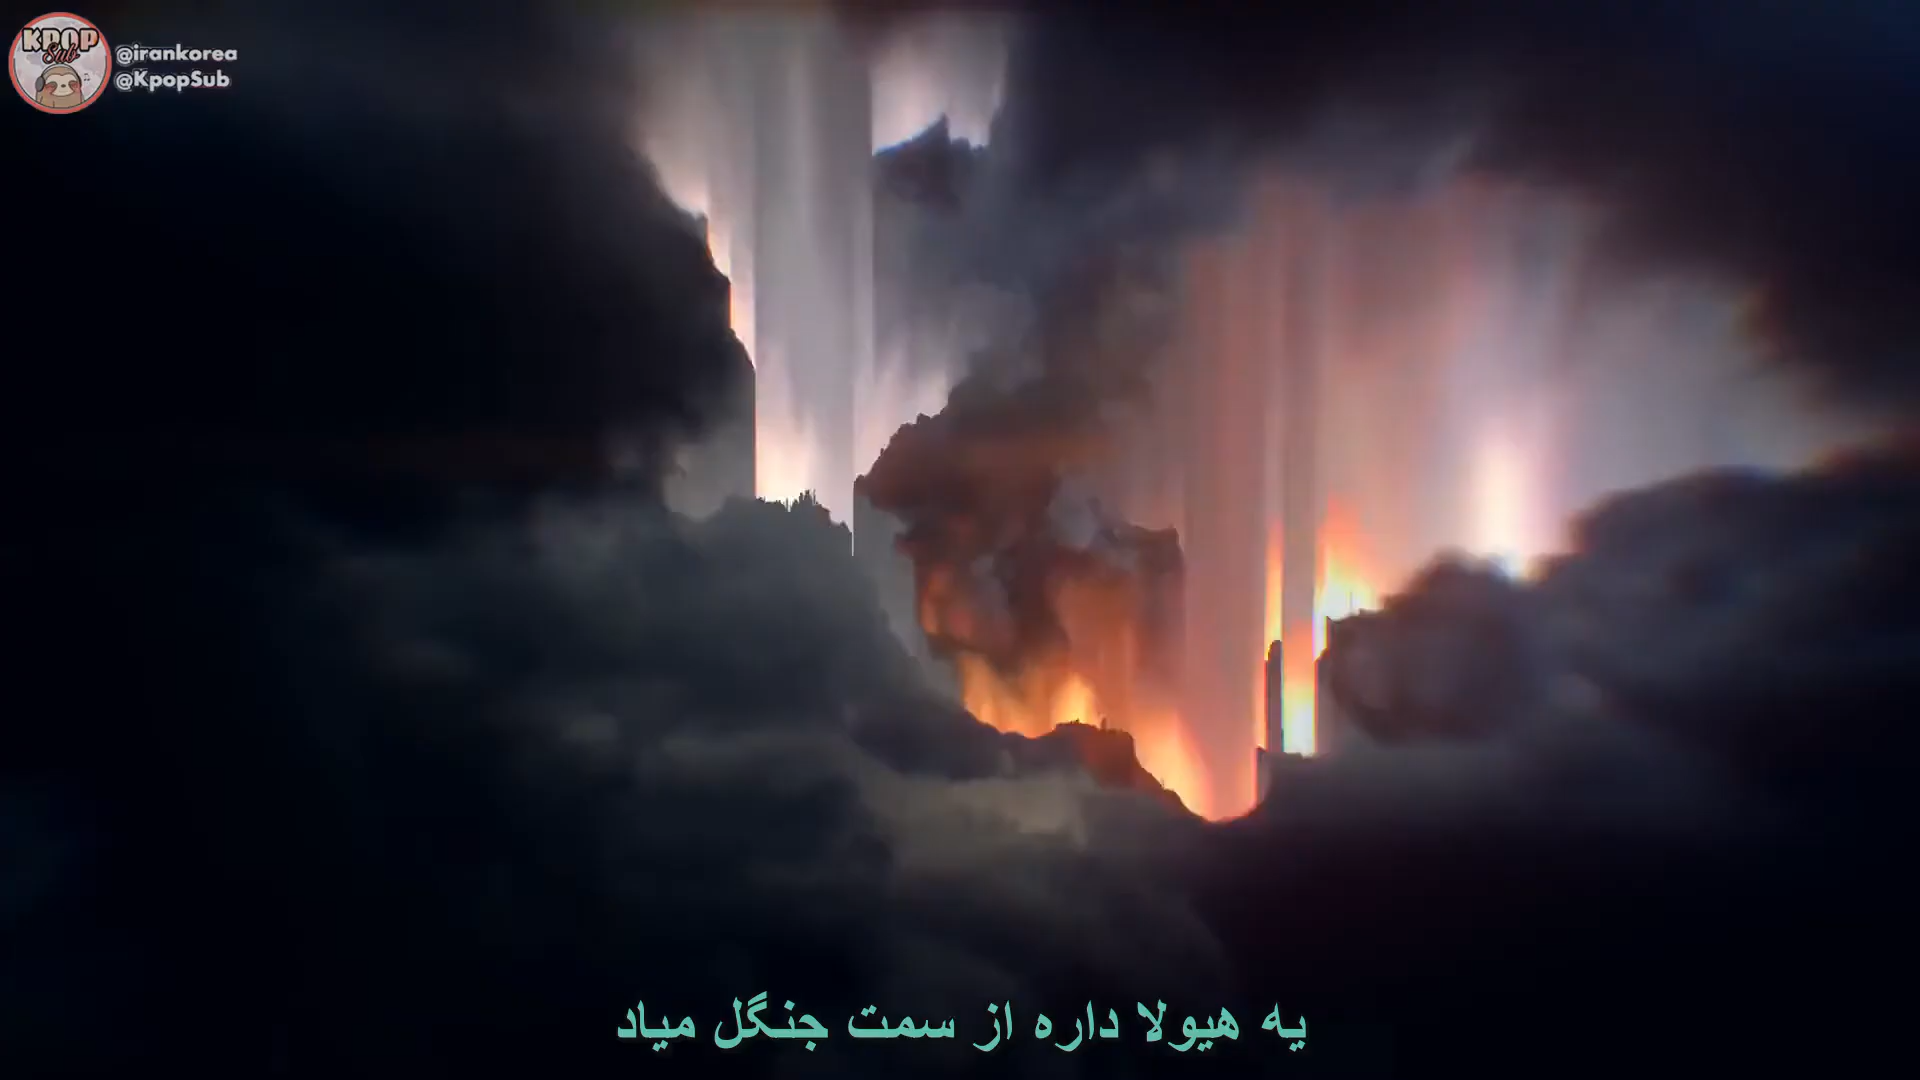 KPOP
Sub
@irankorea
@KpopSub
یه هیولا داره از سمت جنگل میاد